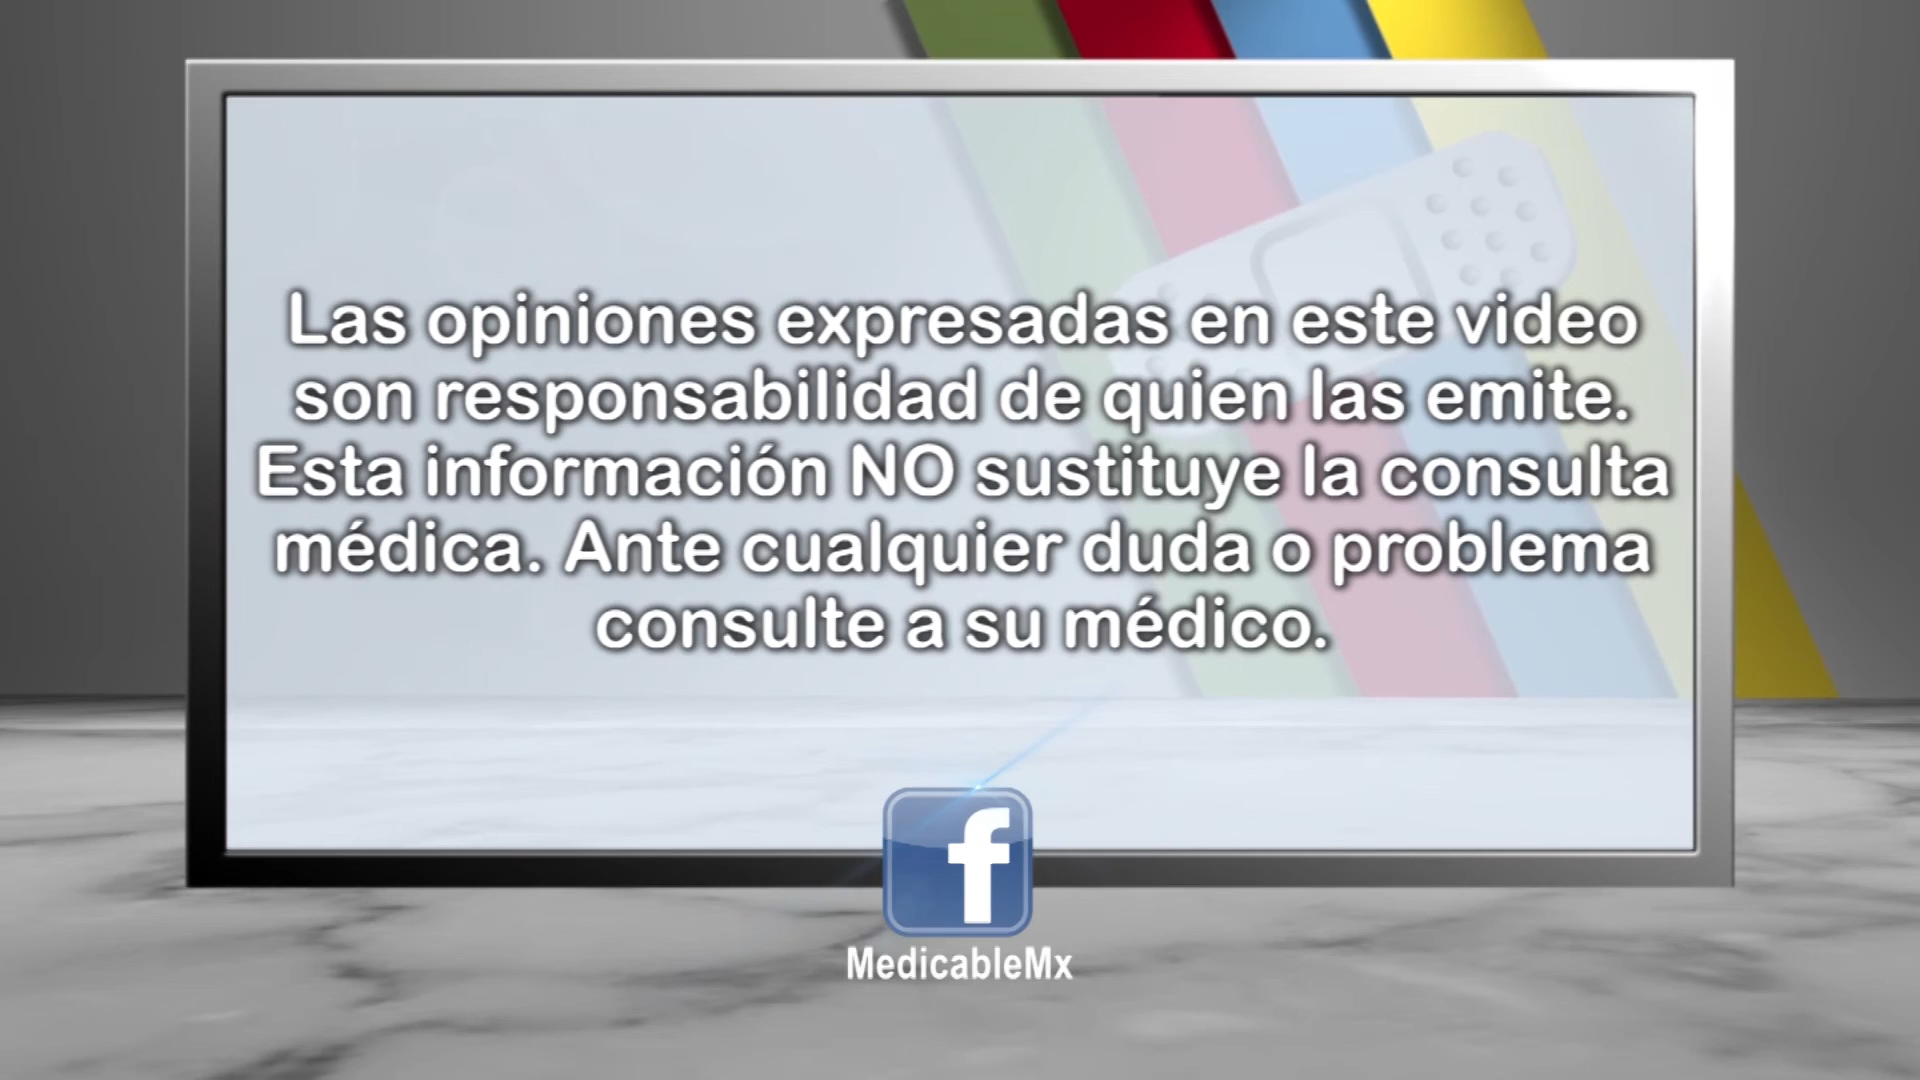 Las opiniones expresadas en este video
son responsabilidad de quien las emite.
Esta información NO sustituye la consulta
médica. Ante cualquier duda o problema
consulte a su médico.
f
MedicableMx